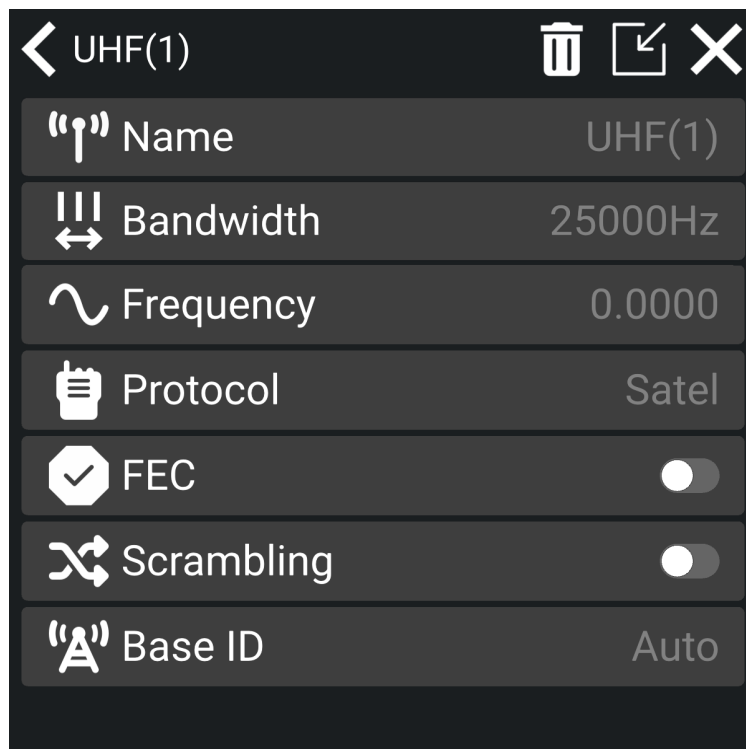 UHF(1)
Name UHF(1)
Bandwidth 25000Hz
Frequency 0.0000
Protocol Satel
FEC
Scrambling
Base ID Auto